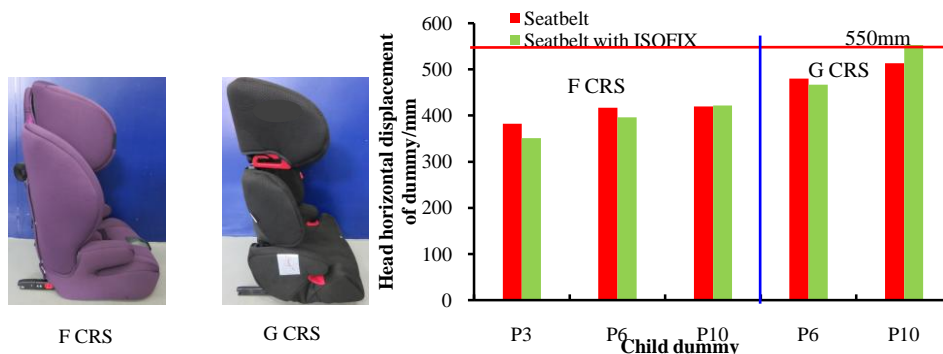 F CRS
G CRS
Head horizontal displacement
of dummy/mm
600
500
400
300
200
100
0
Seatbelt
Seatbelt with ISOFIX
550mm
F CRS
G CRS
P3
P6
P10
P6
P10
Child dummy